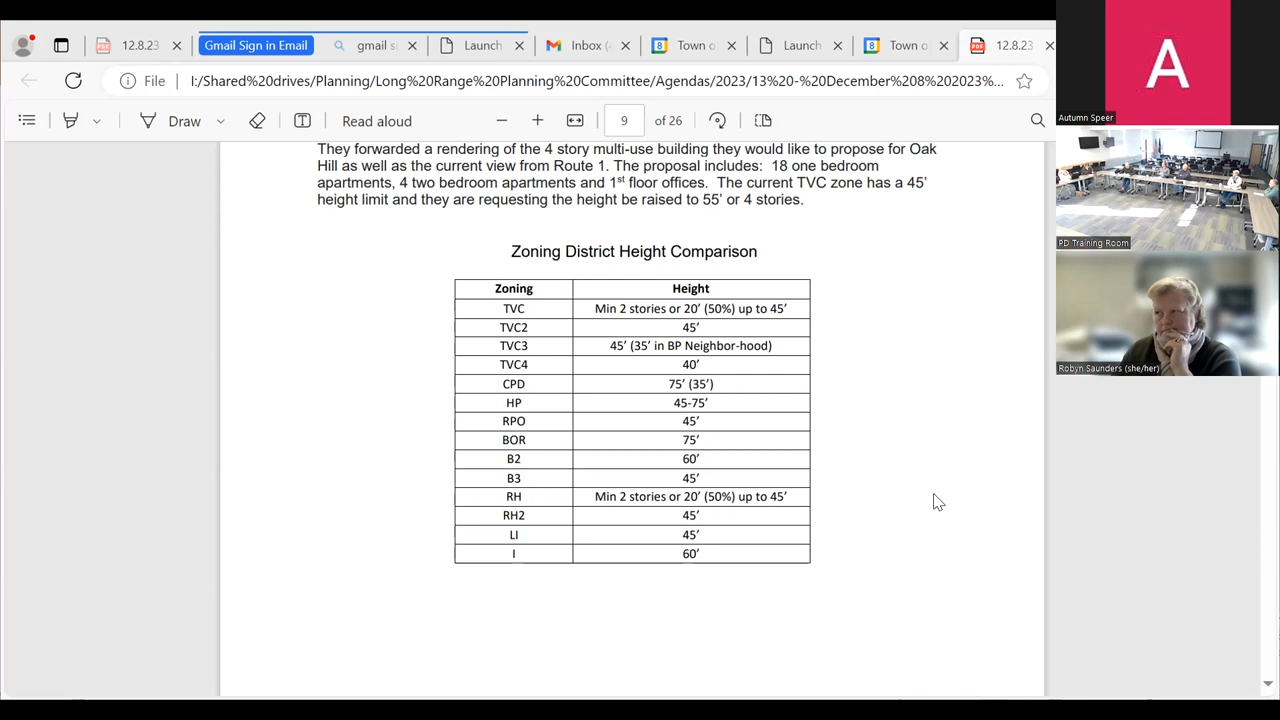 12.8.23
Gmail Sign in Email
gmail si
Launch
Inbox (
8
Town o
Launch
8
Town o
PDF
12.8.23
File
I:/Shared%20drives/Planning/Long%20Range%20Planning%20Committee/Agendas/2023/13%20-%20December%208%202023%...
Draw
T
Read aloud
9
of 26
They forwarded a rendering of the 4 story multi-use building they would like to propose for Oak
Hill as well as the current view from Route 1. The proposal includes: 18 one bedroom
apartments, 4 two bedroom apartments and 1st floor offices. The current TVC zone has a 45’
height limit and they are requesting the height be raised to 55’ or 4 stories.
Zoning District Height Comparison
Zoning Height
TVC Min 2 stories or 20’ (50%) up to 45’
TVC2 45’
TVC3 45’ (35’ in BP Neighbor-hood)
TVC4 40’
CPD 75’ (35’)
HP 45-75’
RPO 45’
BOR 75’
B2 60’
B3 45’
RH Min 2 stories or 20’ (50%) up to 45’
RH2 45’
LI 45’
I 60’
A
Autumn Speer
PD Training Room
Robyn Saunders (she/her)